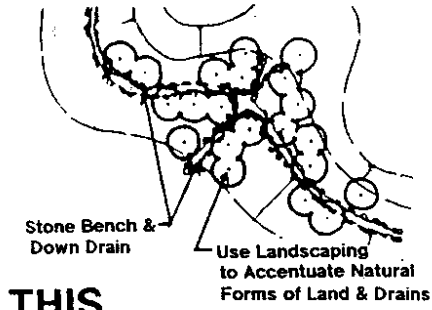 Stone Bench &
Down Drain
Use Landscaping
to Accentuate Natural
Forms of Land & Drains
THIS